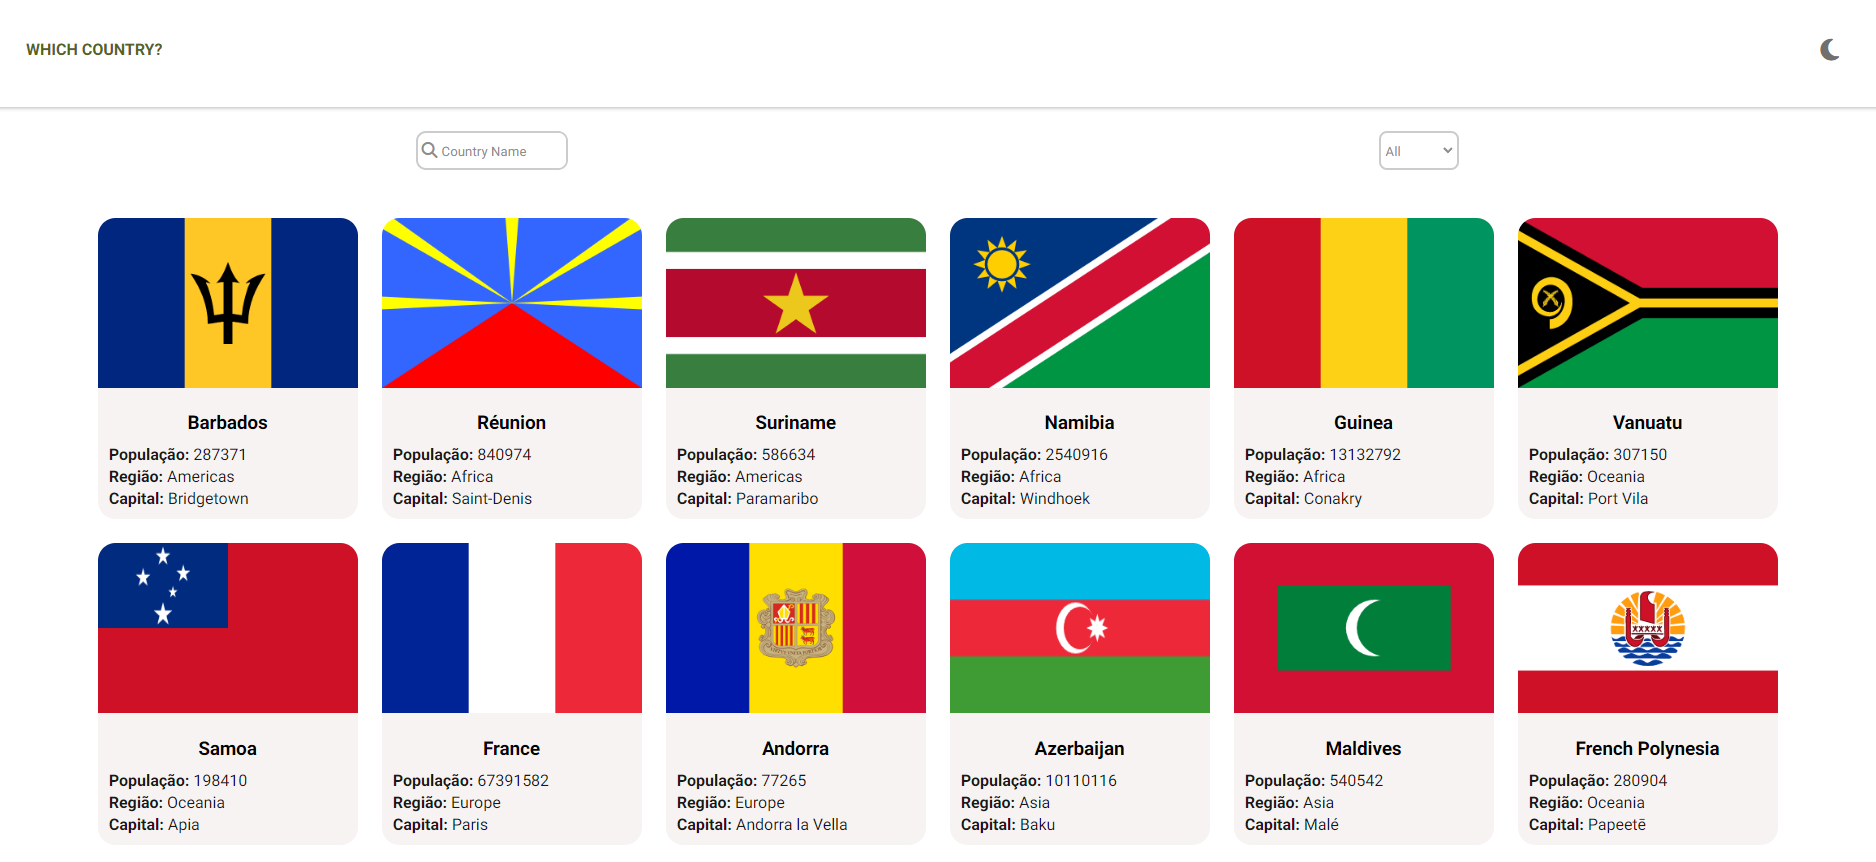 WHICH COUNTRY?
Country Name
All
Barbados
População: 287371
Região: Americas
Capital: Bridgetown
Réunion
População: 840974
Região: Africa
Capital: Saint-Denis
Suriname
População: 586634
Região: Americas
Capital: Paramaribo
Namibia
População: 2540916
Região: Africa
Capital: Windhoek
Guinea
População: 13132792
Região: Africa
Capital: Conakry
Vanuatu
População: 307150
Região: Oceania
Capital: Port Vila
Samoa
População: 198410
Região: Oceania
Capital: Apia
France
População: 67391582
Região: Europe
Capital: Paris
Andorra
População: 77265
Região: Europe
Capital: Andorra la Vella
Azerbaijan
População: 10110116
Região: Asia
Capital: Baku
Maldives
População: 540542
Região: Asia
Capital: Malé
French Polynesia
População: 280904
Região: Oceania
Capital: Papeetē